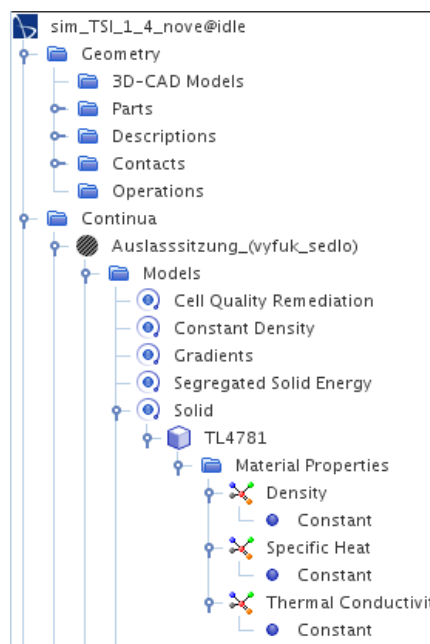 sim_TSI_1_4_nove@idle
Geometry
3D-CAD Models
Parts
Descriptions
Contacts
Operations
Continua
Auslasssitzung_(vyfuk_sedlo)
Models
Cell Quality Remediation
Constant Density
Gradients
Segregated Solid Energy
Solid
TL4781
Material Properties
Density
Constant
Specific Heat
Constant
Thermal Conductivit
Constant